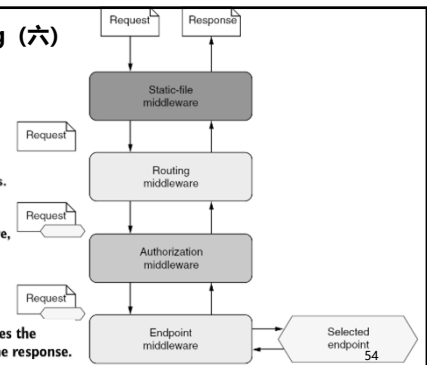 g（六）
Request
Response
Static-file
middleware
Request
Routing
middleware
s.
Request
e,
Authorization
middleware
Request
es the
e response.
Endpoint
middleware
Selected
endpoint
54